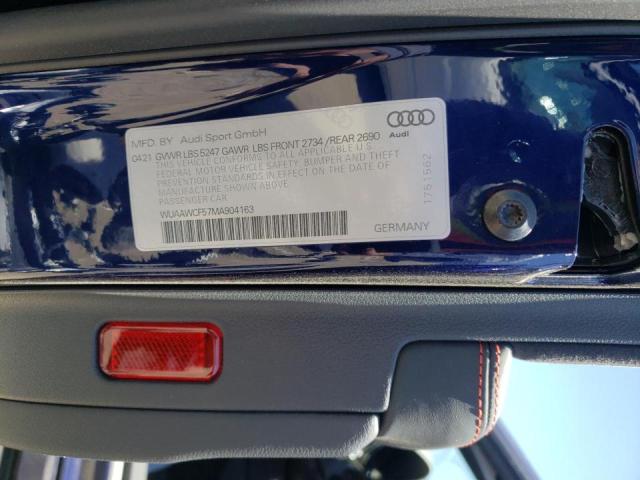 MFD. BY Audi Sport GmbH
Audi
0421 GVWR LBS 5247 GAWR LBS FRONT 2734 /REAR 2690
THIS VEHICLE CONFORMS TO ALL APPLICABLE
FEDERAL MOTOR VEHICLE SAFETY, BUMPER AND THEFT
PREVENTION STANDARDS IN EFFECT ON THE DATE OF
MANUFACTURE SHOWN ABOVE.
PASSENGER CAR
WUAAWCF57MA904163
GERMANY
1751562